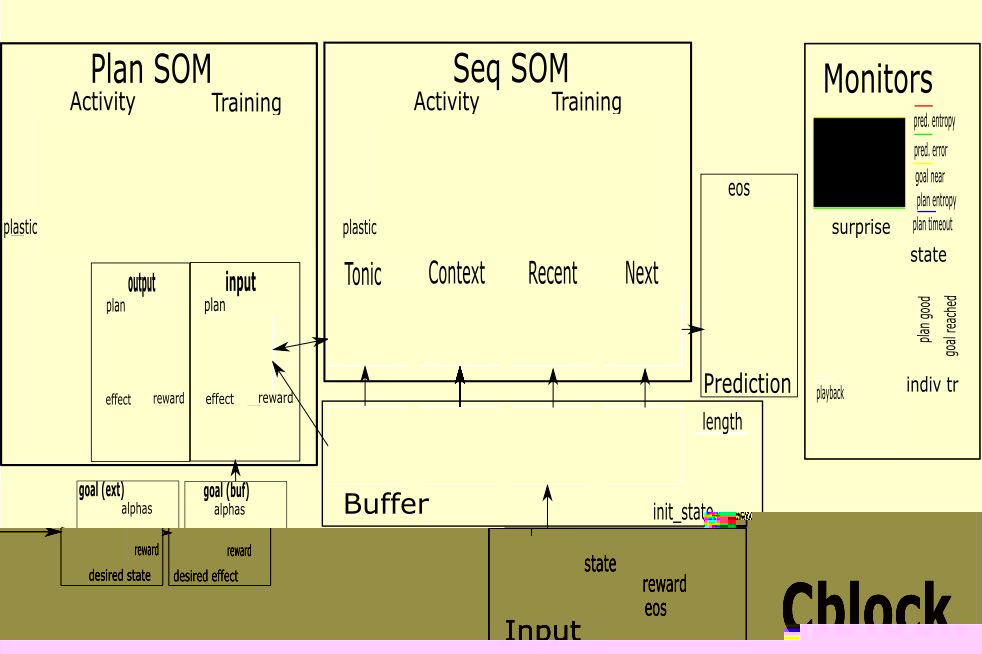 Plan SOM
Activity Training
plastic
output
plan
effect reward
input
plan
effect reward
goal (ext)
alphas
reward
desired state
goal (buf)
alphas
reward
desired effect
Seq SOM
Activity Training
plastic
Tonic Context Recent Next
eos
Prediction
length
Buffer
init_state
state
reward
eos
Input
Monitors
pred. entropy
pred. error
goal near
plan entropy
surprise
plan timeout
state
plan good
goal reached
playback
indiv tr
Cblock